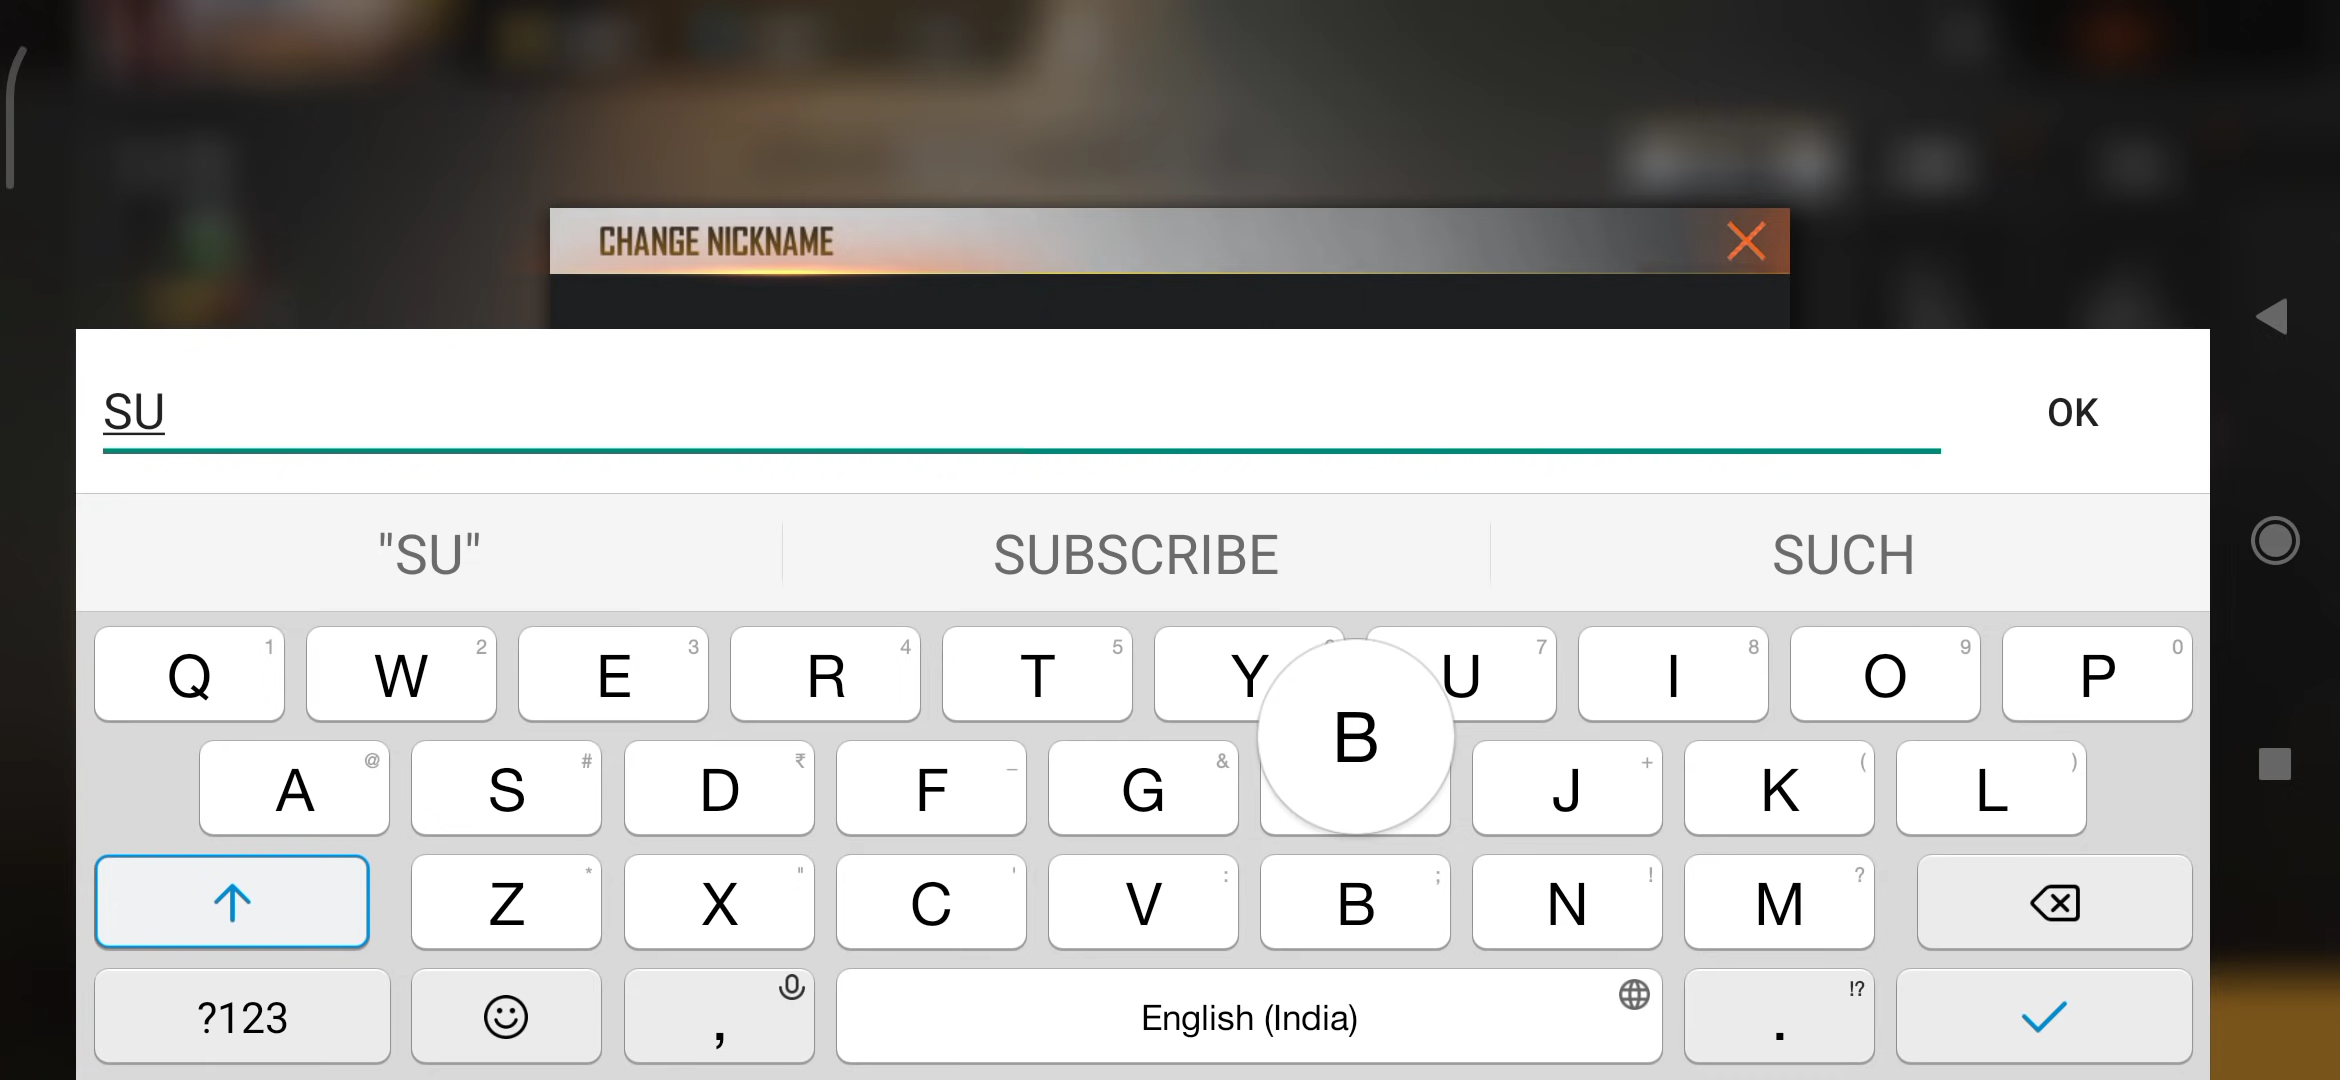 CHANGE NICKNAME
SU
OK
"SU" SUBSCRIBE SUCH
Q 1 W 2 E 3 R 4 T 5 Y U 7 I 8 O 9 P 0
B
A @ S # D ₹ F _ G & J + K ( L )
Z * X " C ' V : B ; N ! M ?
?123 , English (India) . !?